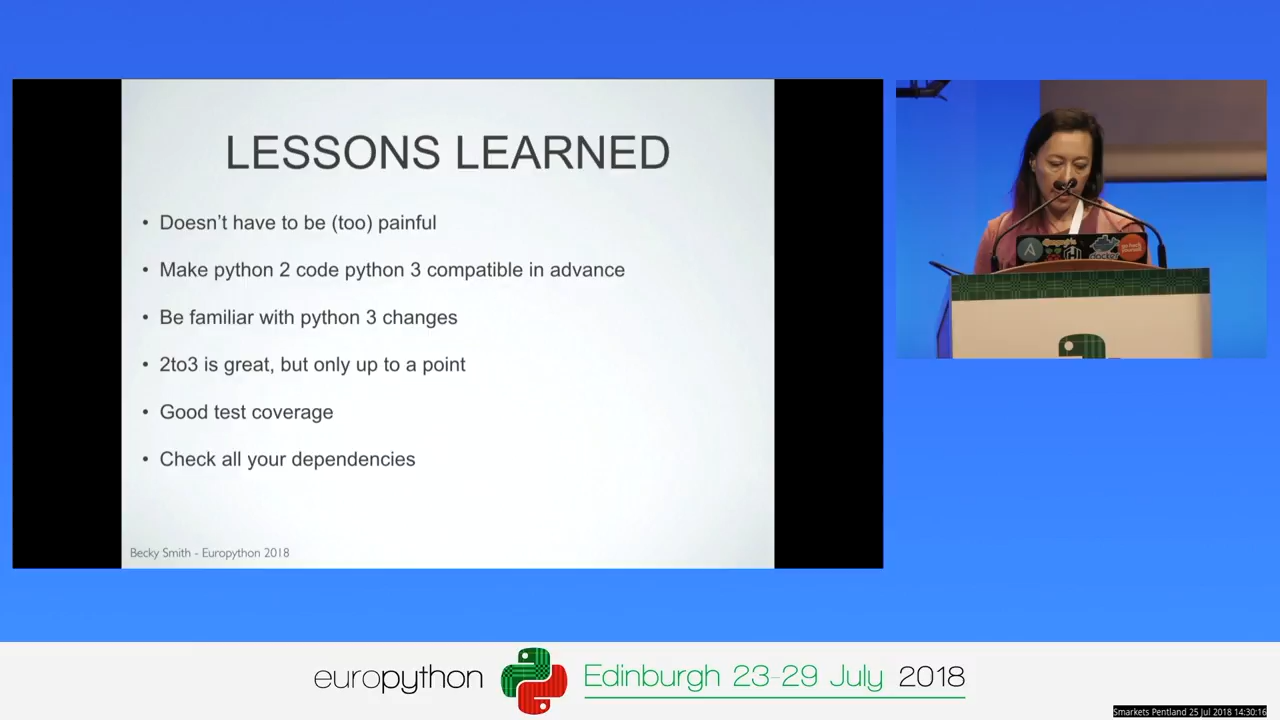 LESSONS LEARNED
• Doesn't have to be (too) painful
• Make python 2 code python 3 compatible in advance
• Be familiar with python 3 changes
• 2to3 is great, but only up to a point
• Good test coverage
• Check all your dependencies
Becky Smith - Europython 2018
europython
Edinburgh 23-29 July 2018
Smarkets Pentland 25 Jul 2018 14:30:16